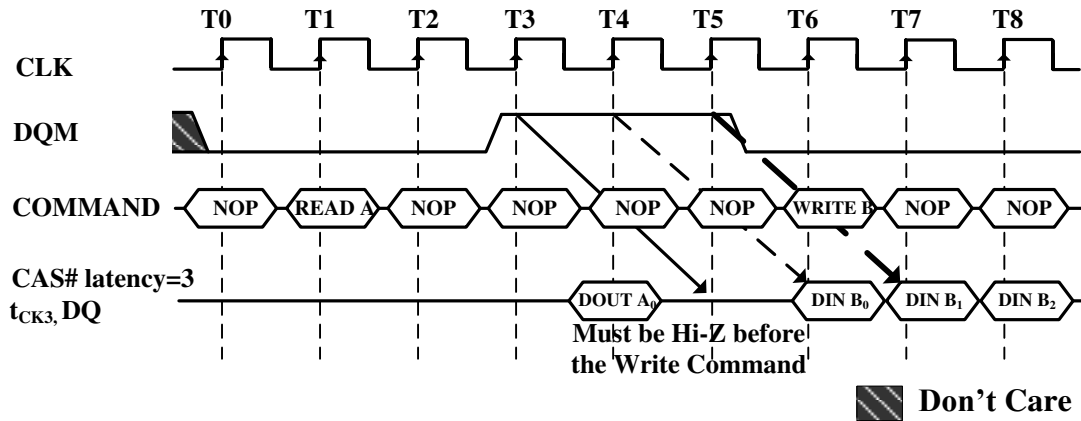 T0 T1 T2 T3 T4 T5 T6 T7 T8
CLK
DQM
COMMAND NOP READ A NOP NOP NOP NOP WRITE B NOP NOP
CAS# latency=3
tCK3, DQ DOUT A0 DIN B0 DIN B1 DIN B2
Must be Hi-Z before
the Write Command
Don't Care